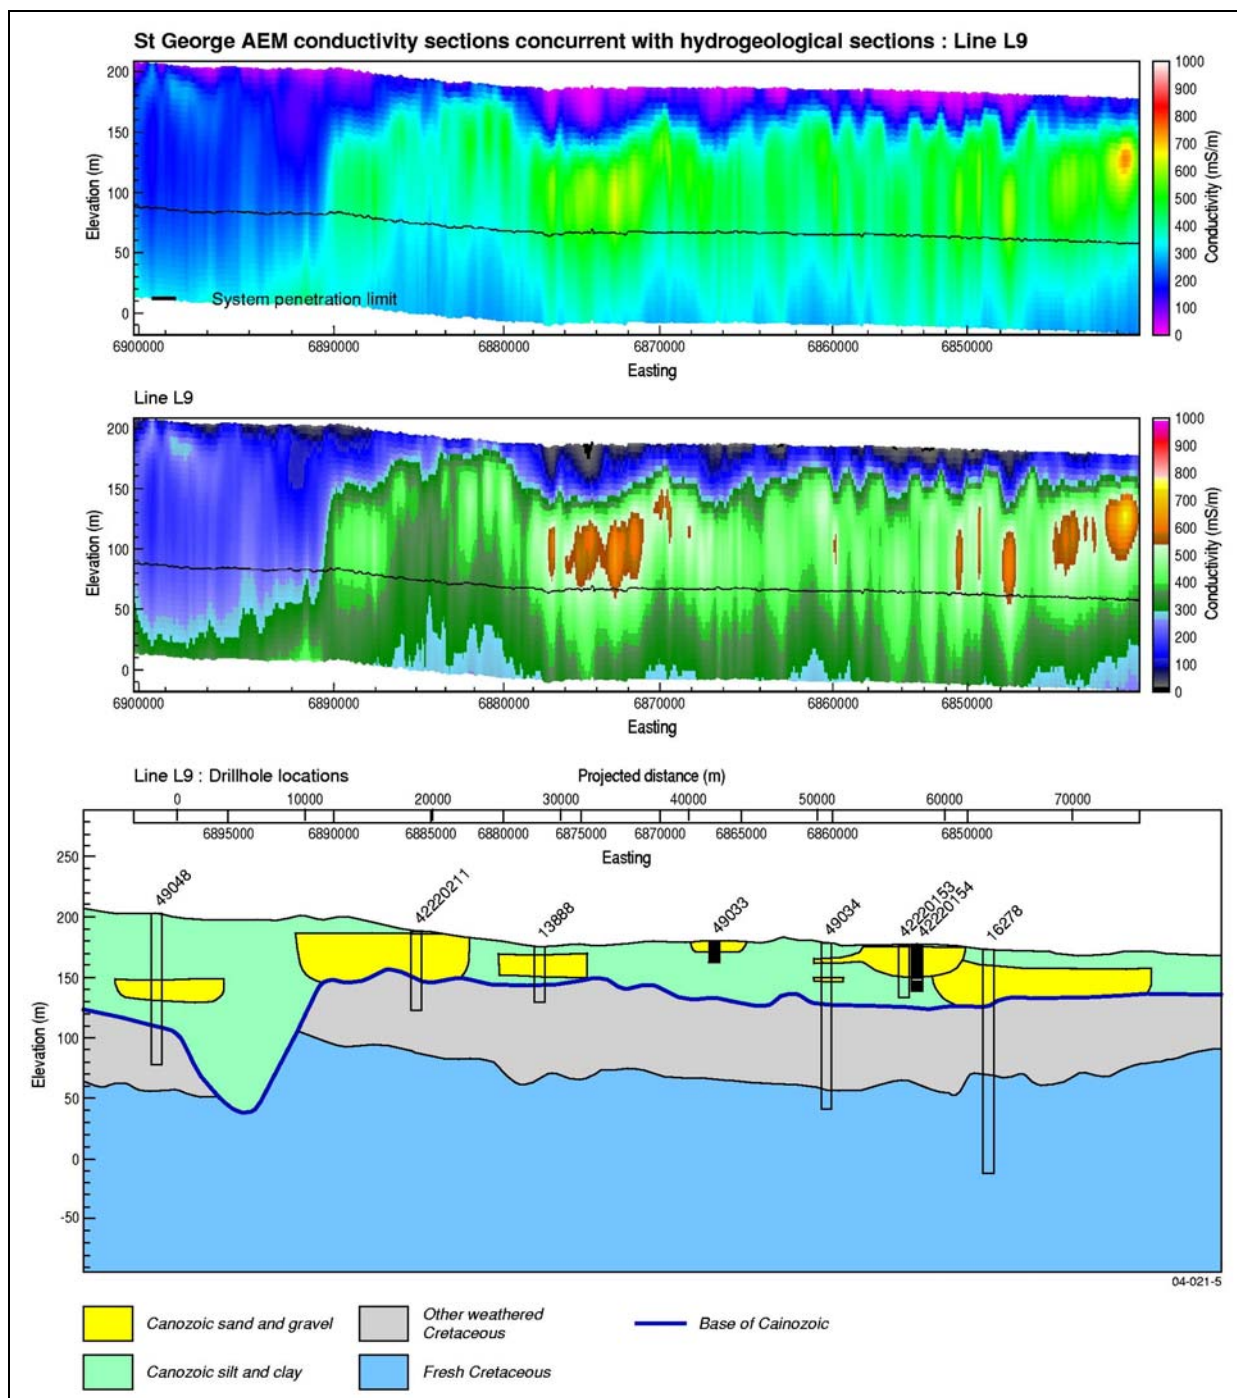 St George AEM conductivity sections concurrent with hydrogeological sections : Line L9
200
150
100
50
0
Elevation (m)
System penetration limit
6900000 6890000 6880000 6870000 6860000 6850000
Easting
1000
900
800
700
600
500
400
300
200
100
0
Conductivity (mS/m)
Line L9
200
150
100
50
0
Elevation (m)
6900000 6890000 6880000 6870000 6860000 6850000
Easting
1000
900
800
700
600
500
400
300
200
100
0
Conductivity (mS/m)
Line L9 : Drillhole locations
Projected distance (m)
0 10000 20000 30000 40000 50000 60000 70000
6895000 6890000 6885000 6880000 6875000 6870000 6865000 6860000 6850000
Easting
250
200
150
100
50
0
-50
Elevation (m)
49048
42220211
13888
49033
49034
42220153
42220154
16278
04-021-5
Canozoic sand and gravel
Other weathered
Cretaceous
Base of Cainozoic
Canozoic silt and clay
Fresh Cretaceous